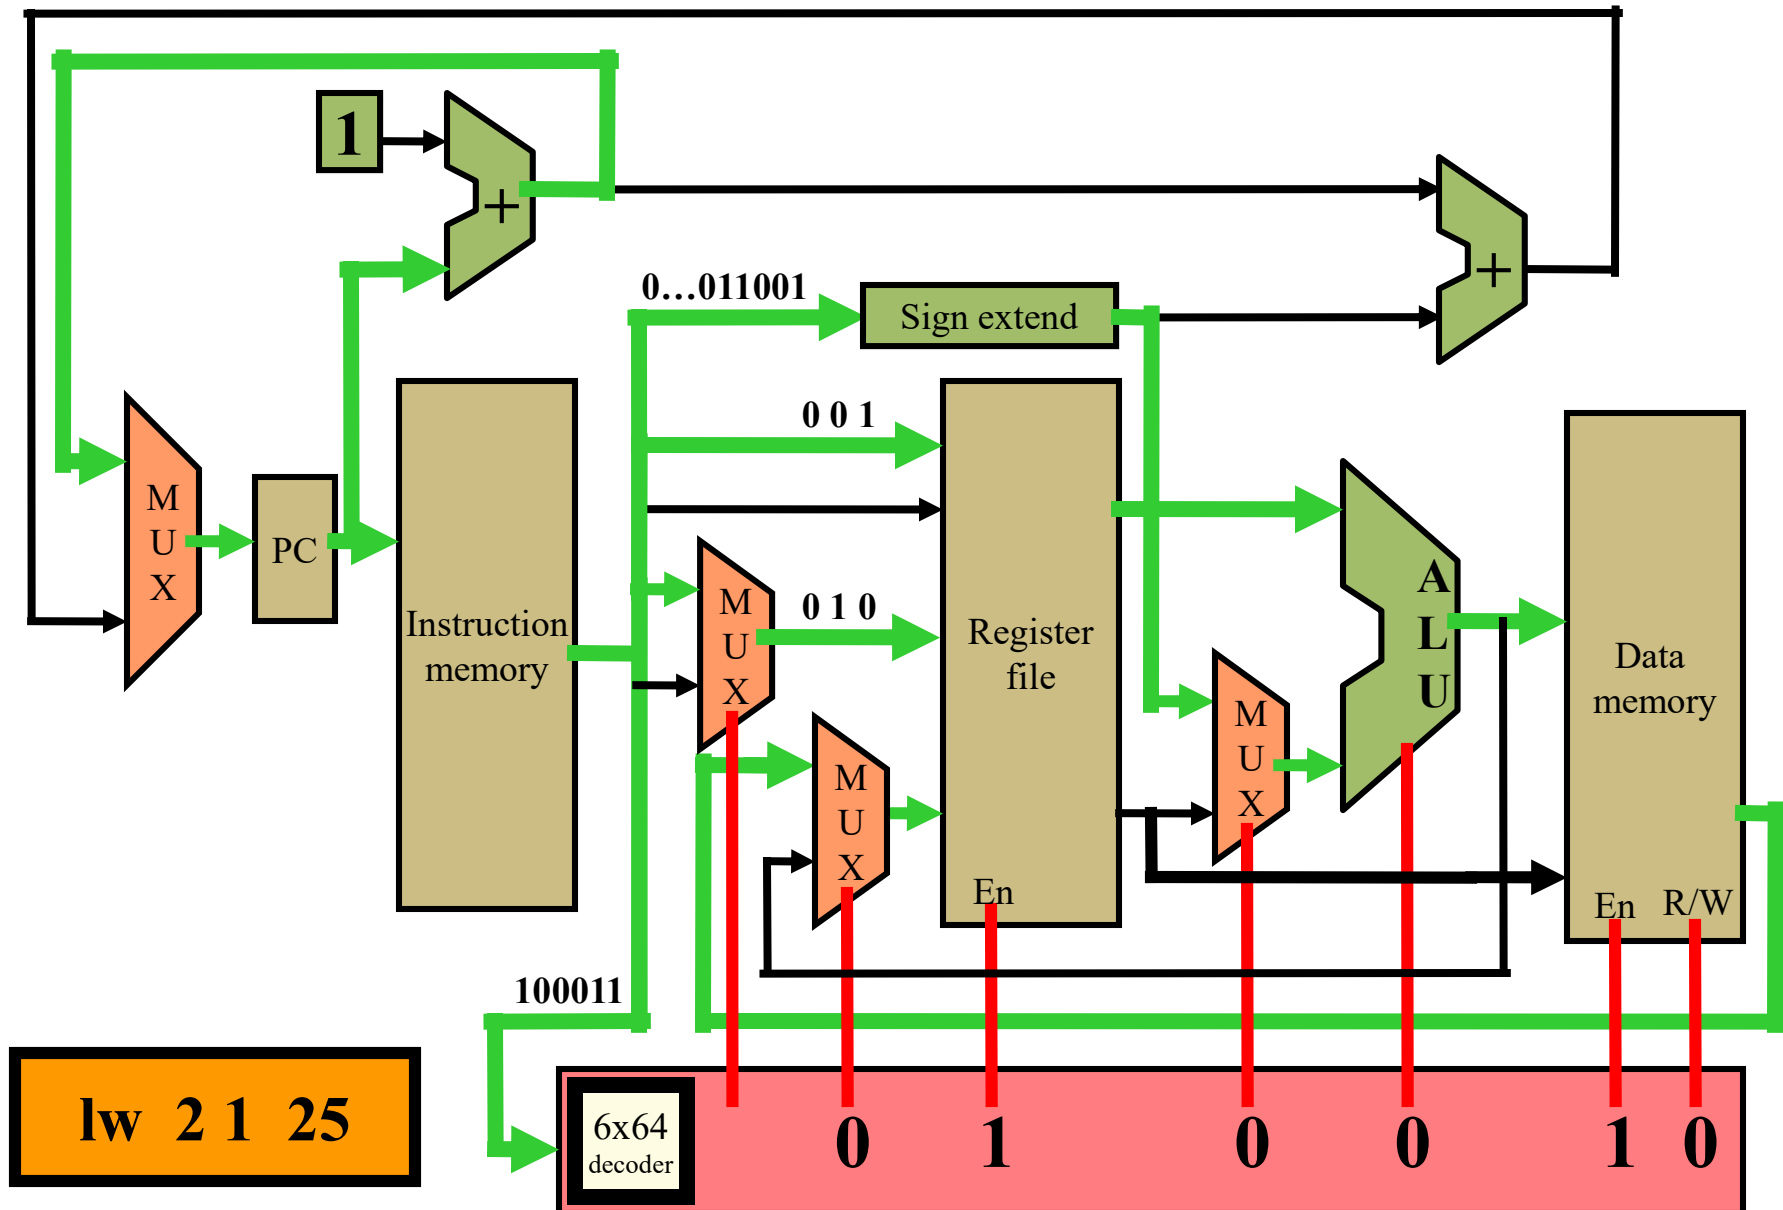 1
+
+
0…011001
Sign extend
0 0 1
M
U
X
PC
Instruction
memory
M
U
X
0 1 0
Register
file
A
L
U
Data
memory
M
U
X
M
U
X
En
En
R/W
100011
lw 2 1 25
6x64
decoder
0
1
0
0
1
0